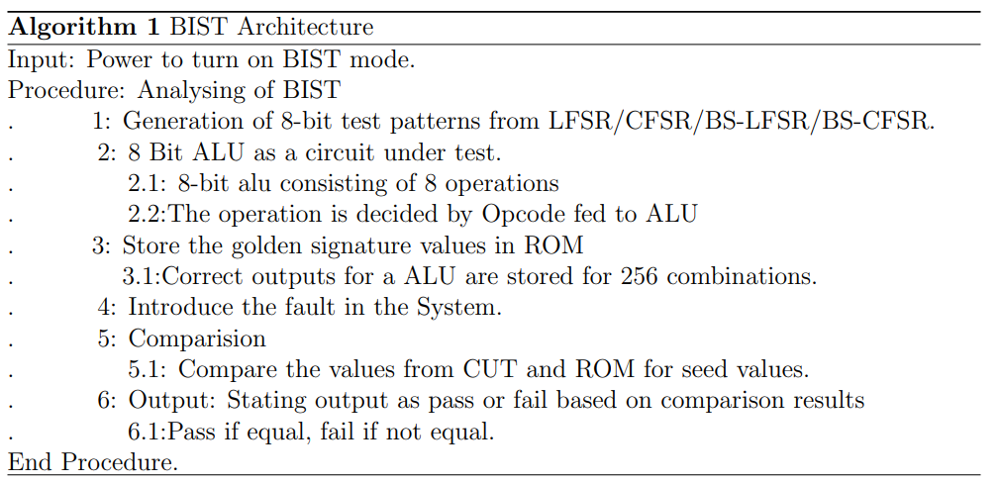 Algorithm 1 BIST Architecture
Input: Power to turn on BIST mode.
Procedure: Analysing of BIST
. 1: Generation of 8-bit test patterns from LFSR/CFSR/BS-LFSR/BS-CFSR.
. 2: 8 Bit ALU as a circuit under test.
. 2.1: 8-bit alu consisting of 8 operations
. 2.2:The operation is decided by Opcode fed to ALU
. 3: Store the golden signature values in ROM
. 3.1:Correct outputs for a ALU are stored for 256 combinations.
. 4: Introduce the fault in the System.
. 5: Comparision
. 5.1: Compare the values from CUT and ROM for seed values.
. 6: Output: Stating output as pass or fail based on comparison results
. 6.1:Pass if equal, fail if not equal.
End Procedure.